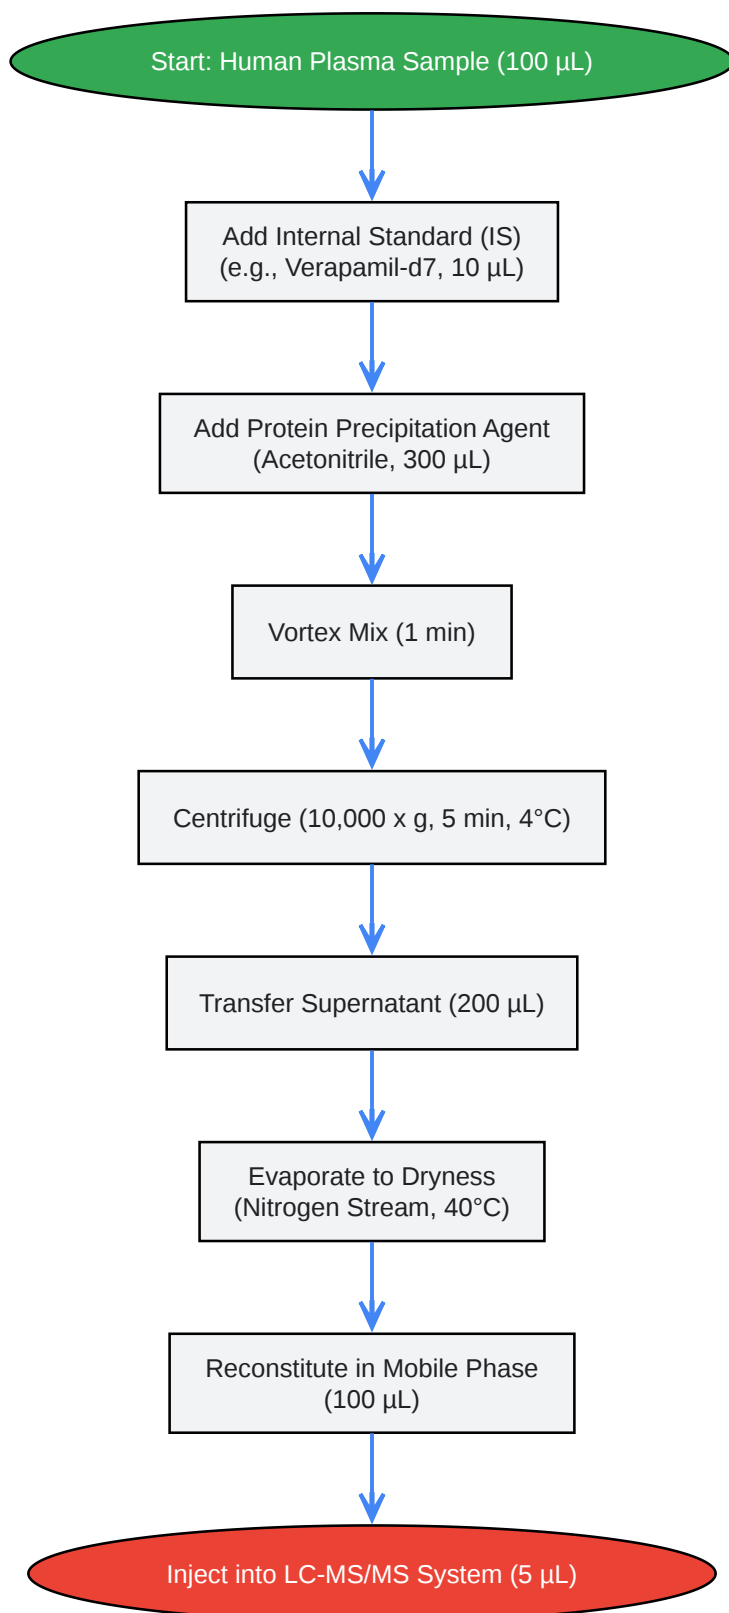 Start: Human Plasma Sample (100 µL)
Add Internal Standard (IS)
(e.g., Verapamil-d7, 10 µL)
Add Protein Precipitation Agent
(Acetonitrile, 300 µL)
Vortex Mix (1 min)
Centrifuge (10,000 x g, 5 min, 4°C)
Transfer Supernatant (200 µL)
Evaporate to Dryness
(Nitrogen Stream, 40°C)
Reconstitute in Mobile Phase
(100 µL)
Inject into LC-MS/MS System (5 µL)